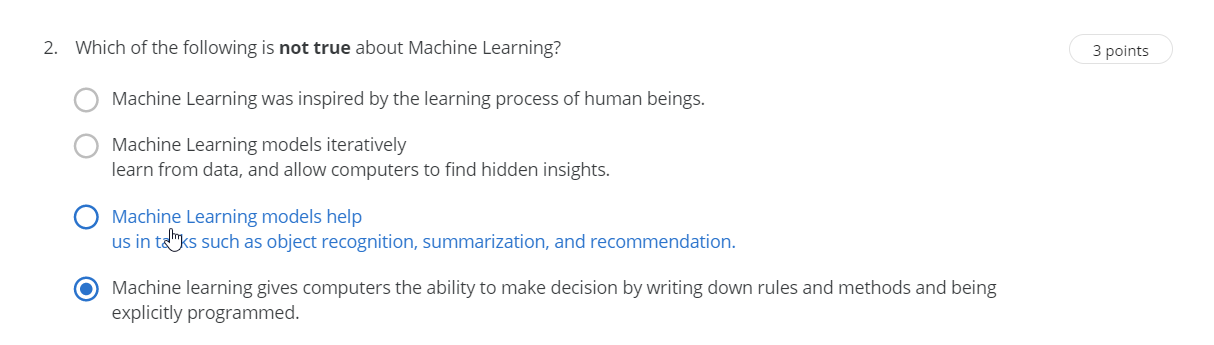 2. Which of the following is not true about Machine Learning?
3 points
Machine Learning was inspired by the learning process of human beings.
Machine Learning models iteratively
learn from data, and allow computers to find hidden insights.
Machine Learning models help
us in tasks such as object recognition, summarization, and recommendation.
Machine learning gives computers the ability to make decision by writing down rules and methods and being
explicitly programmed.